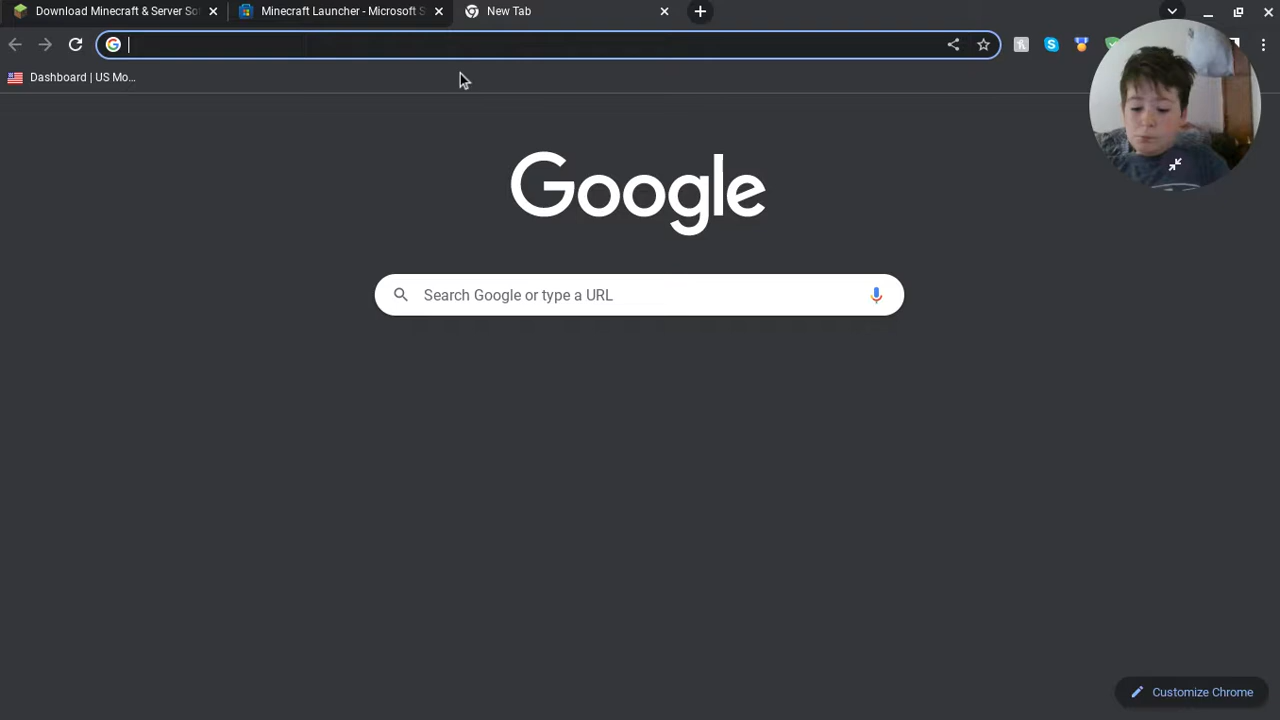 Download Minecraft & Server Sof
Minecraft Launcher - Microsoft S
New Tab
Dashboard | US Mo...
Google
Search Google or type a URL
Customize Chrome